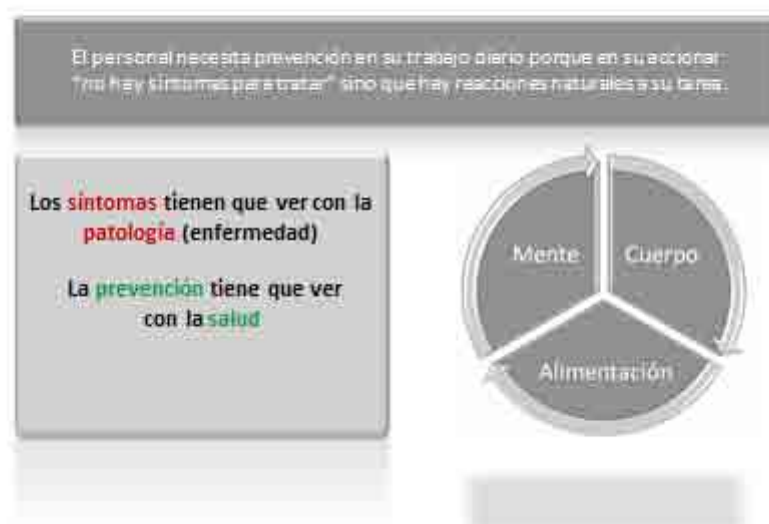 El personal necesita prevención en su trabajo diario porque en su accionar
"no hay síntomas para tratar" sino que hay reacciones naturales a su tarea.
Los síntomas tienen que ver con la
patología (enfermedad)
La prevención tiene que ver
con la salud
Mente
Cuerpo
Alimentación